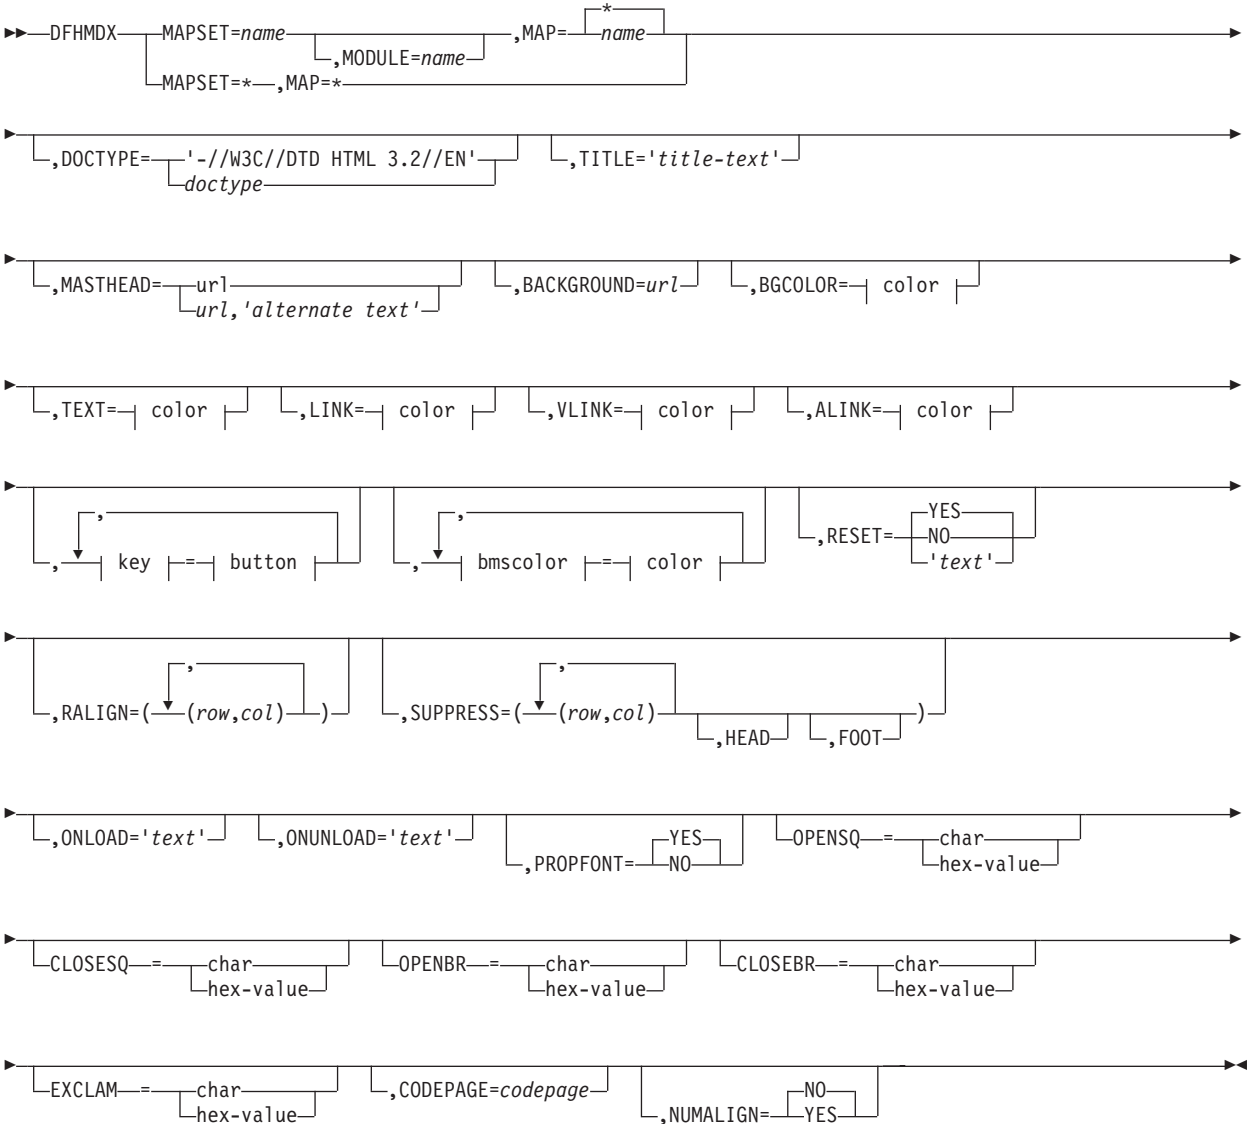 *
DFHMDX MAPSET=name ,MAP= name
,MODULE=name
MAPSET=* ,MAP=*
,DOCTYPE= '-//W3C//DTD HTML 3.2//EN' ,TITLE='title-text'
doctype
,MASTHEAD= url ,BACKGROUND=url ,BGCOLOR= color
url,'alternate text'
,TEXT= color ,LINK= color ,VLINK= color ,ALINK= color
, , YES
,RESET= NO
, key = button , bmscolor = color 'text'
, ,
,RALIGN=( (row,col) ) ,SUPPRESS=( (row,col) )
,HEAD ,FOOT
,ONLOAD='text' ,ONUNLOAD='text' YES OPENSQ = char
,PROPFONT= NO hex-value
CLOSESQ = char OPENBR = char CLOSEBR = char
hex-value hex-value hex-value
EXCLAM = char ,CODEPAGE=codepage NO
hex-value ,NUMALIGN= YES